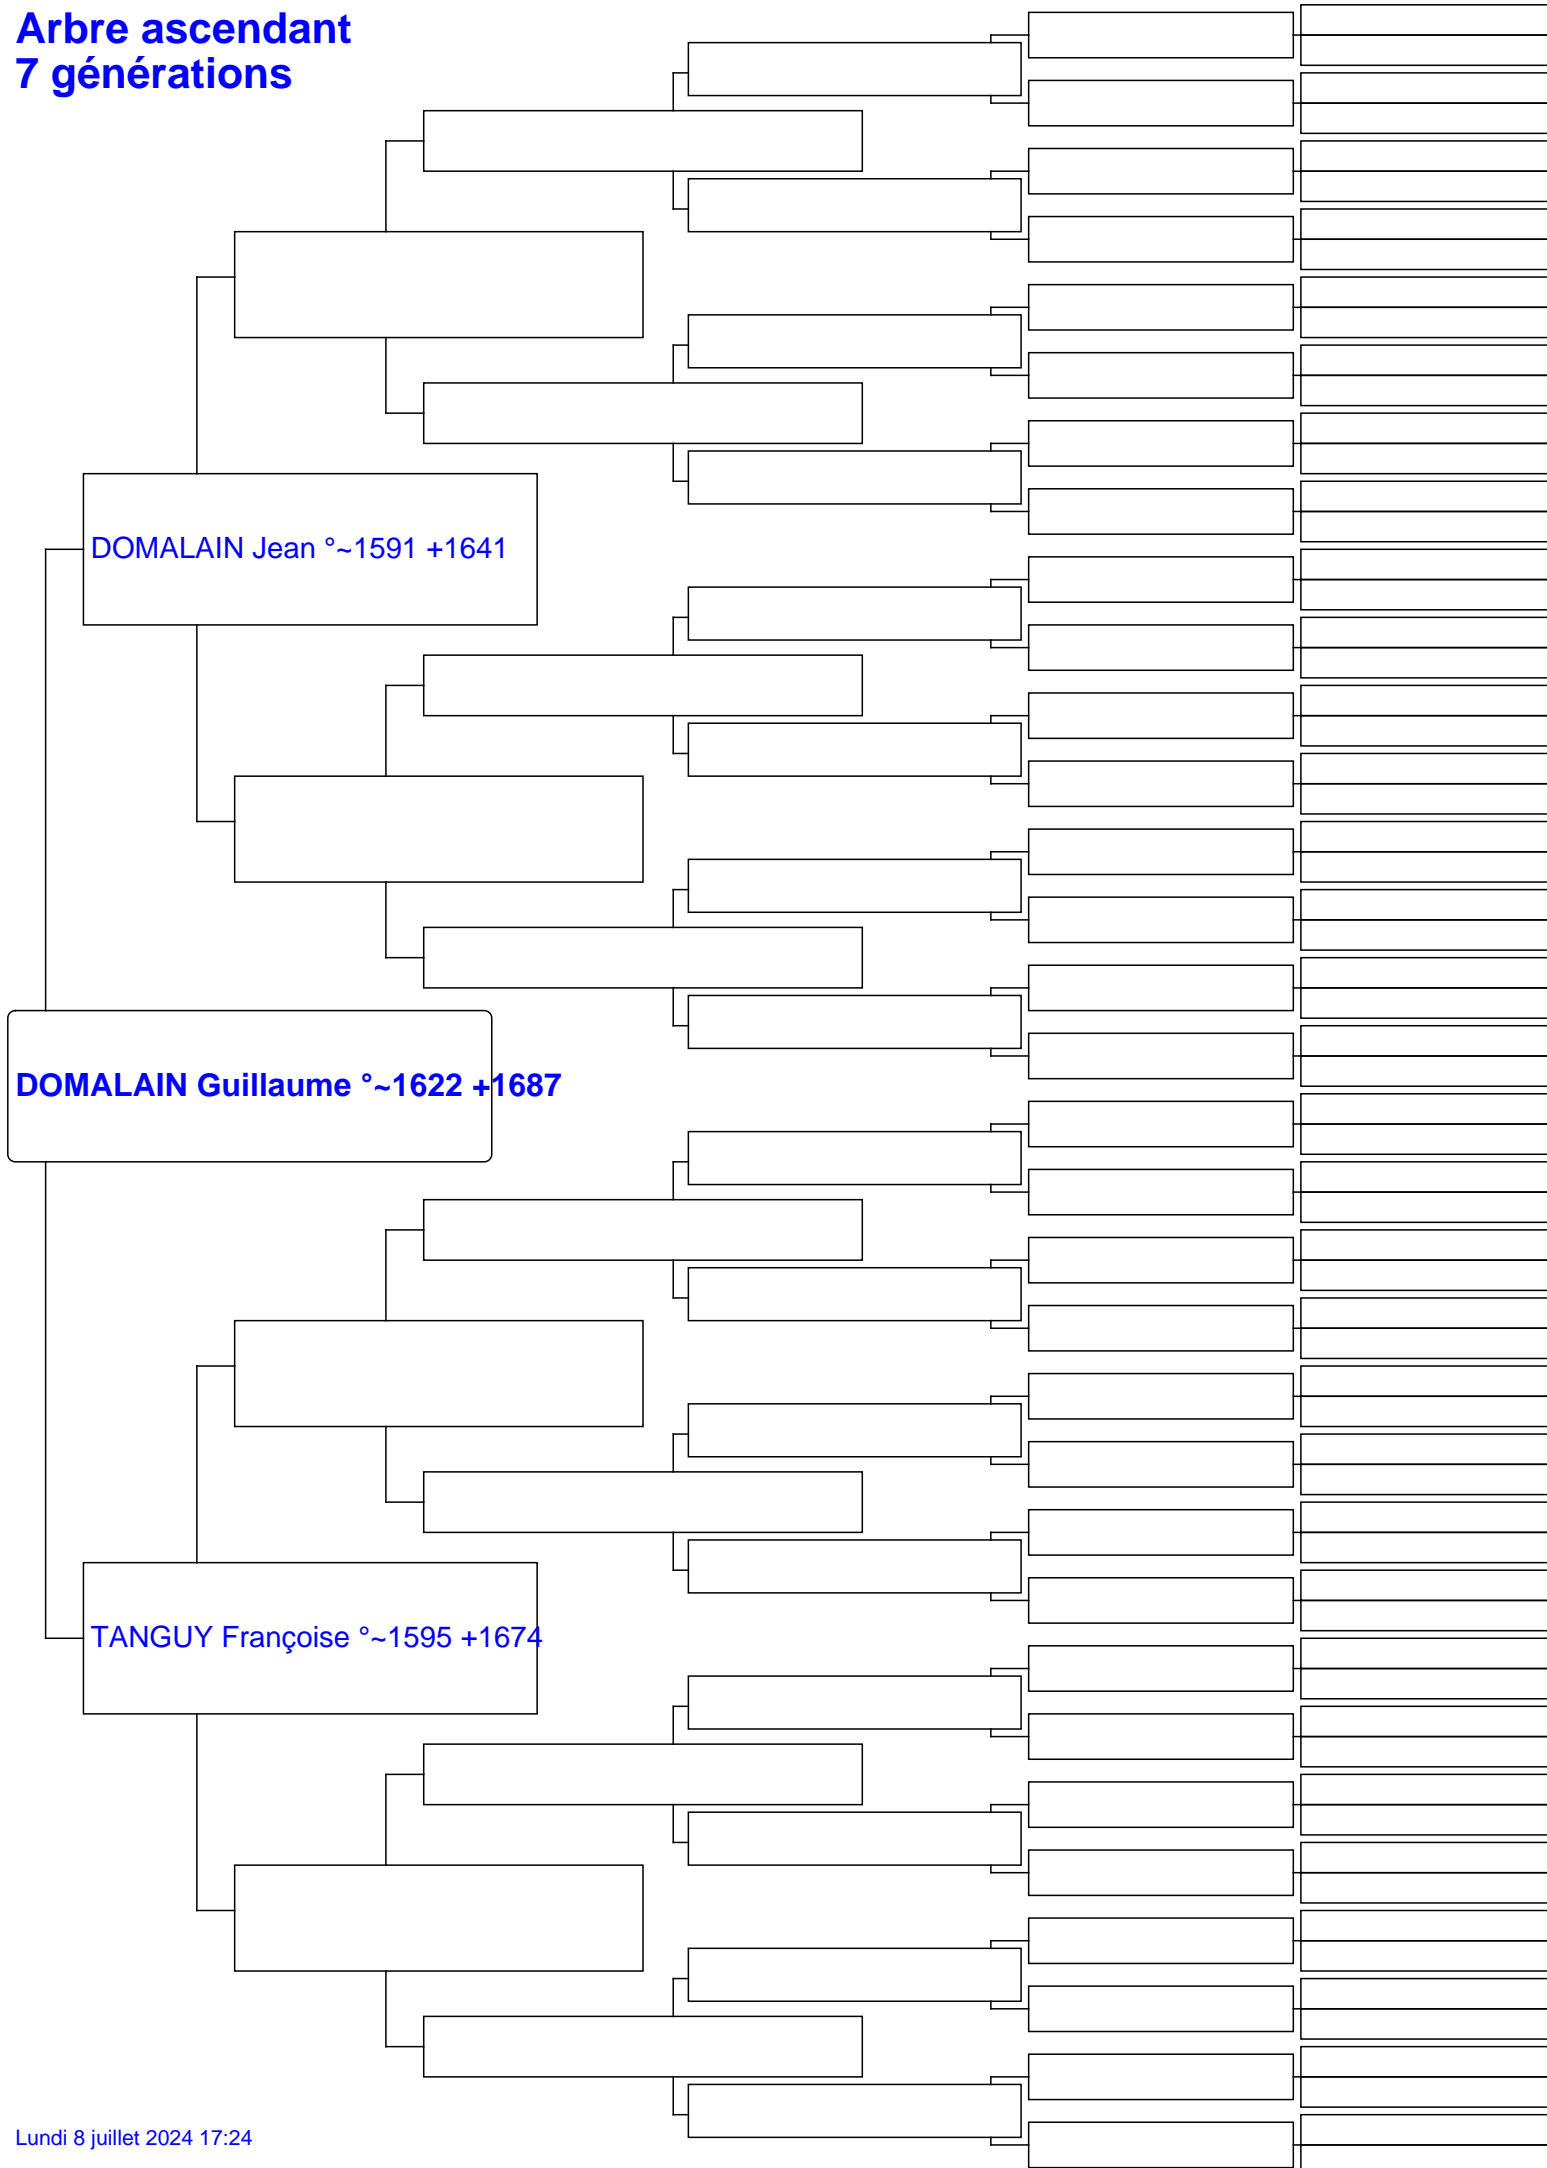 Arbre ascendant
7 générations
DOMALAIN Jean °~1591 +1641
DOMALAIN Guillaume °~1622 +1687
TANGUY Françoise °~1595 +1674
Lundi 8 juillet 2024 17:24